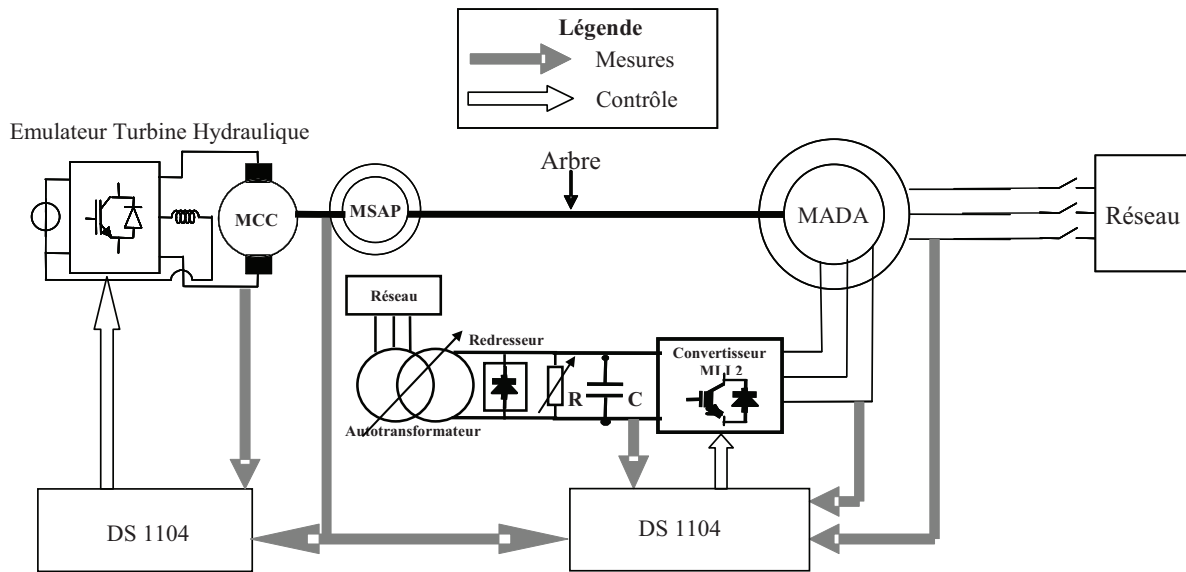 Légende
Mesures
Contrôle
Emulateur Turbine Hydraulique
Arbre
MCC
MSAP
MADA
Réseau
Réseau
Redresseur
Convertisseur
MLI 2
R
C
Autotransformateur
DS 1104
DS 1104